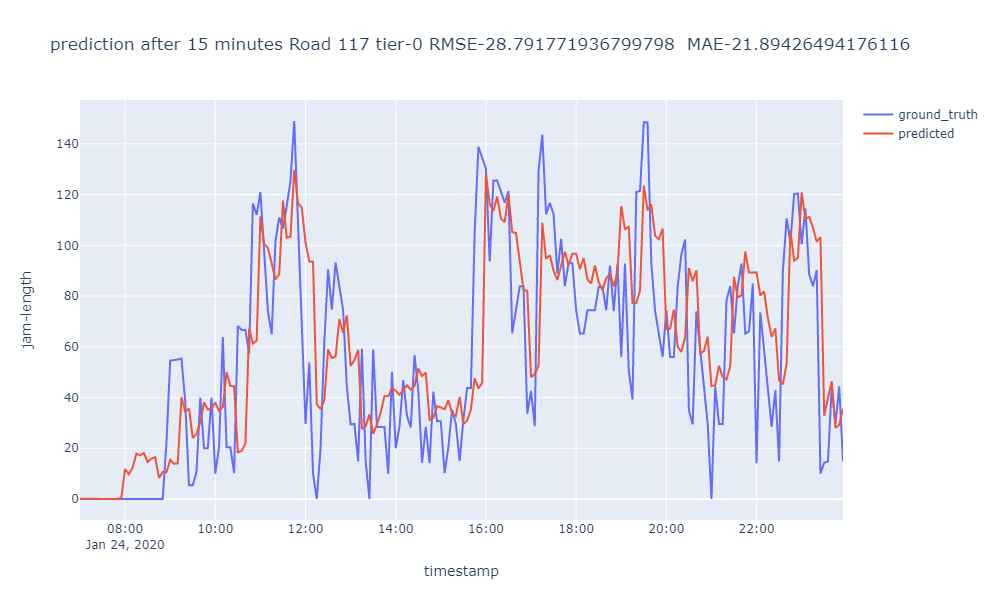 prediction after 15 minutes Road 117 tier-0 RMSE-28.791771936799798  MAE-21.89426494176116
ground_truth
predicted
jam-length
140
120
100
80
60
40
20
0
08:00 10:00 12:00 14:00 16:00 18:00 20:00 22:00
Jan 24, 2020
timestamp